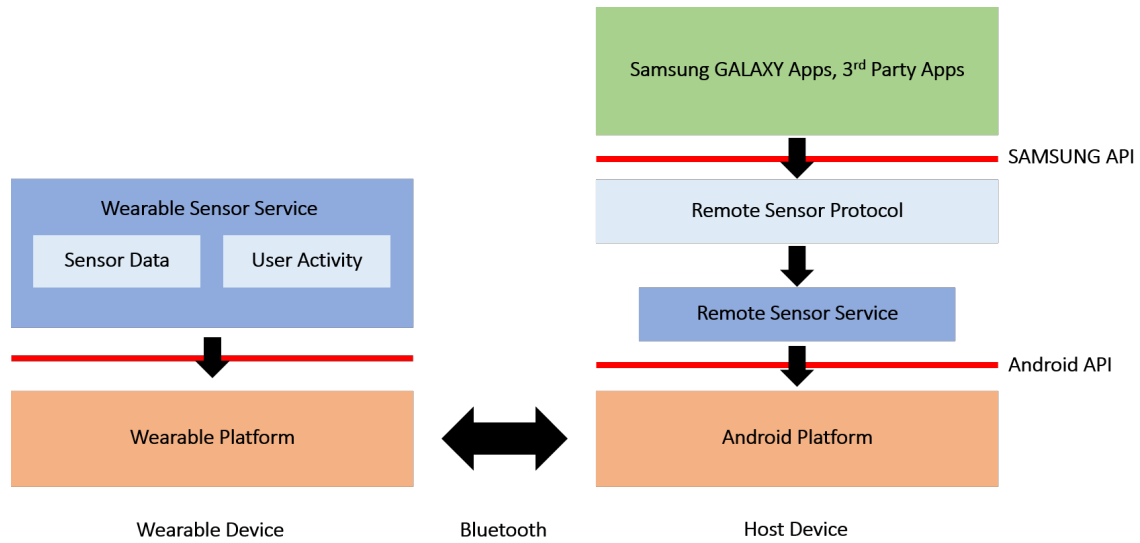 Samsung GALAXY Apps, 3rd Party Apps
SAMSUNG API
Wearable Sensor Service
Sensor Data
User Activity
Remote Sensor Protocol
Remote Sensor Service
Android API
Wearable Platform
Android Platform
Wearable Device
Bluetooth
Host Device